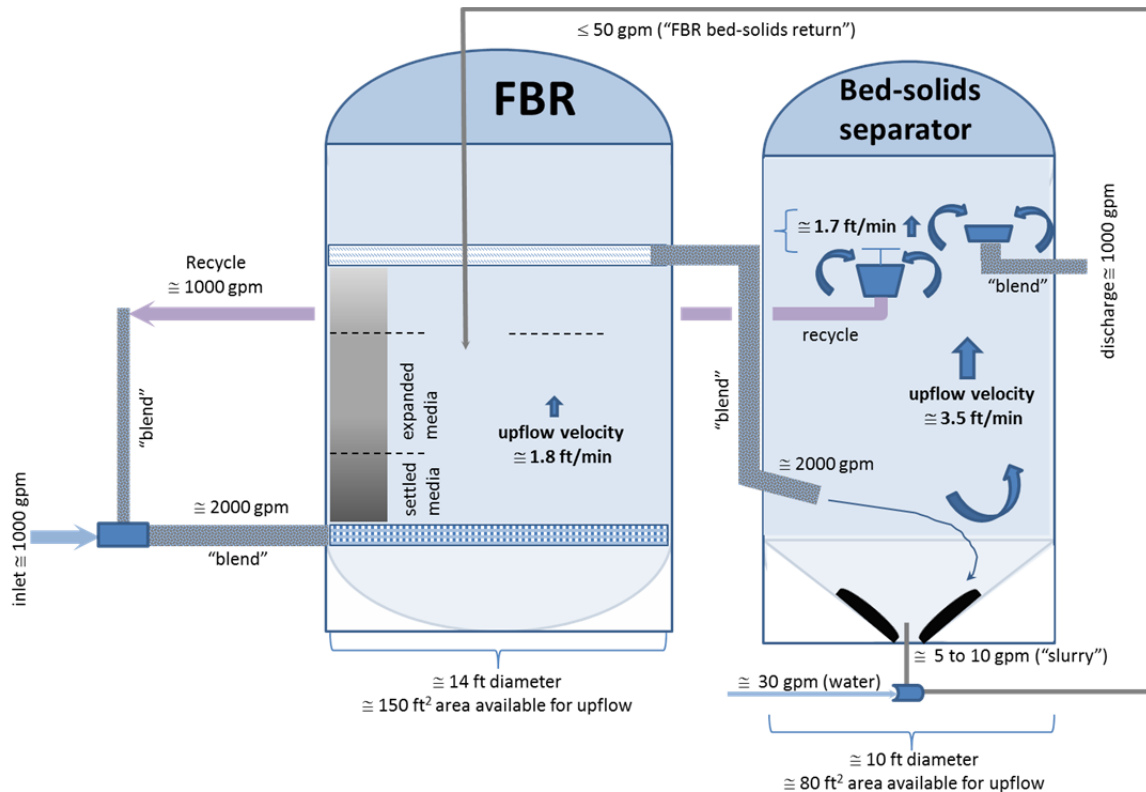 ≤ 50 gpm (“FBR bed-solids return”)
FBR
Bed-solids
separator
≅ 1.7 ft/min
discharge ≅ 1000 gpm
“blend”
Recycle
≅ 1000 gpm
recycle
“blend”
“blend”
expanded
media
upflow velocity
≅ 1.8 ft/min
upflow velocity
≅ 3.5 ft/min
settled
media
≅ 2000 gpm
≅ 2000 gpm
inlet ≅ 1000 gpm
“blend”
≅ 5 to 10 gpm (“slurry”)
≅ 30 gpm (water)
≅ 14 ft diameter
≅ 150 ft² area available for upflow
≅ 10 ft diameter
≅ 80 ft² area available for upflow